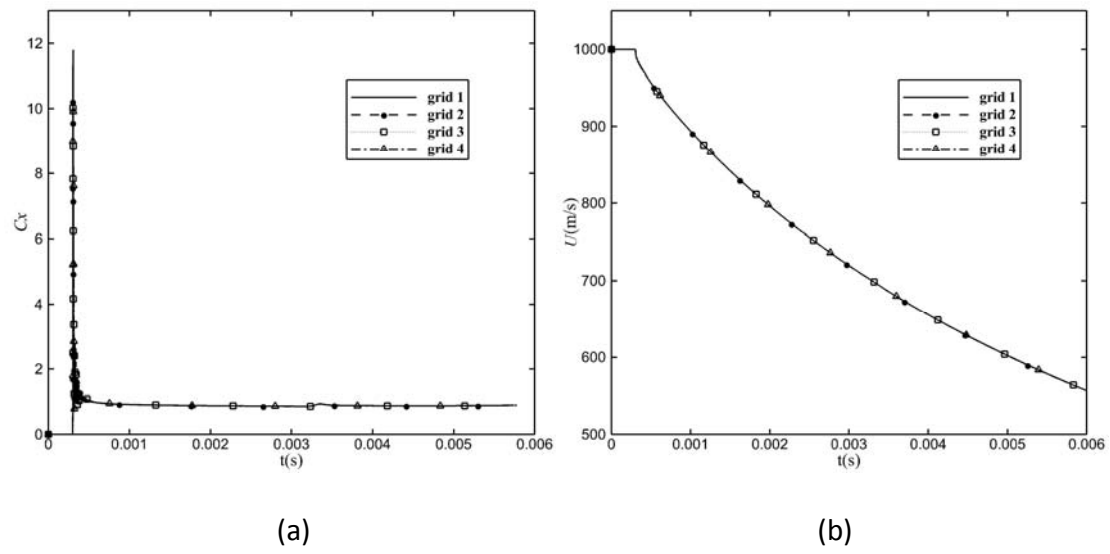 12
10
8
6
4
2
0
Cx
grid 1
grid 2
grid 3
grid 4
0 0.001 0.002 0.003 0.004 0.005 0.006
t(s)
(a)
1000
900
800
700
600
500
U(m/s)
grid 1
grid 2
grid 3
grid 4
0 0.001 0.002 0.003 0.004 0.005 0.006
t(s)
(b)